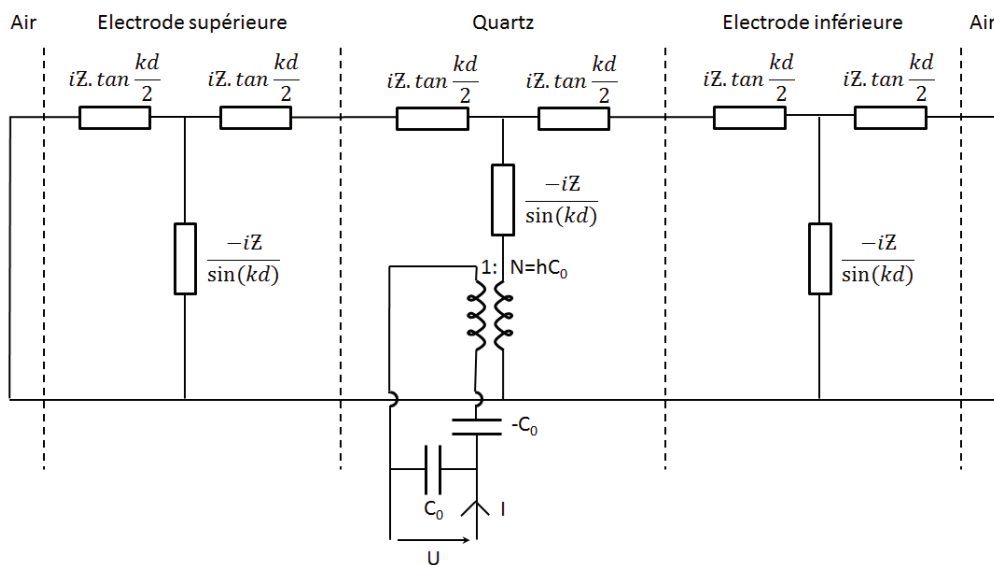 Air Electrode supérieure Quartz Electrode inférieure Air
iZ.tan kd/2 iZ.tan kd/2 iZ.tan kd/2 iZ.tan kd/2 iZ.tan kd/2 iZ.tan kd/2
-iZ/sin(kd)
-iZ/sin(kd) -iZ/sin(kd)
1: N=hC₀
-C₀
C₀ I
U